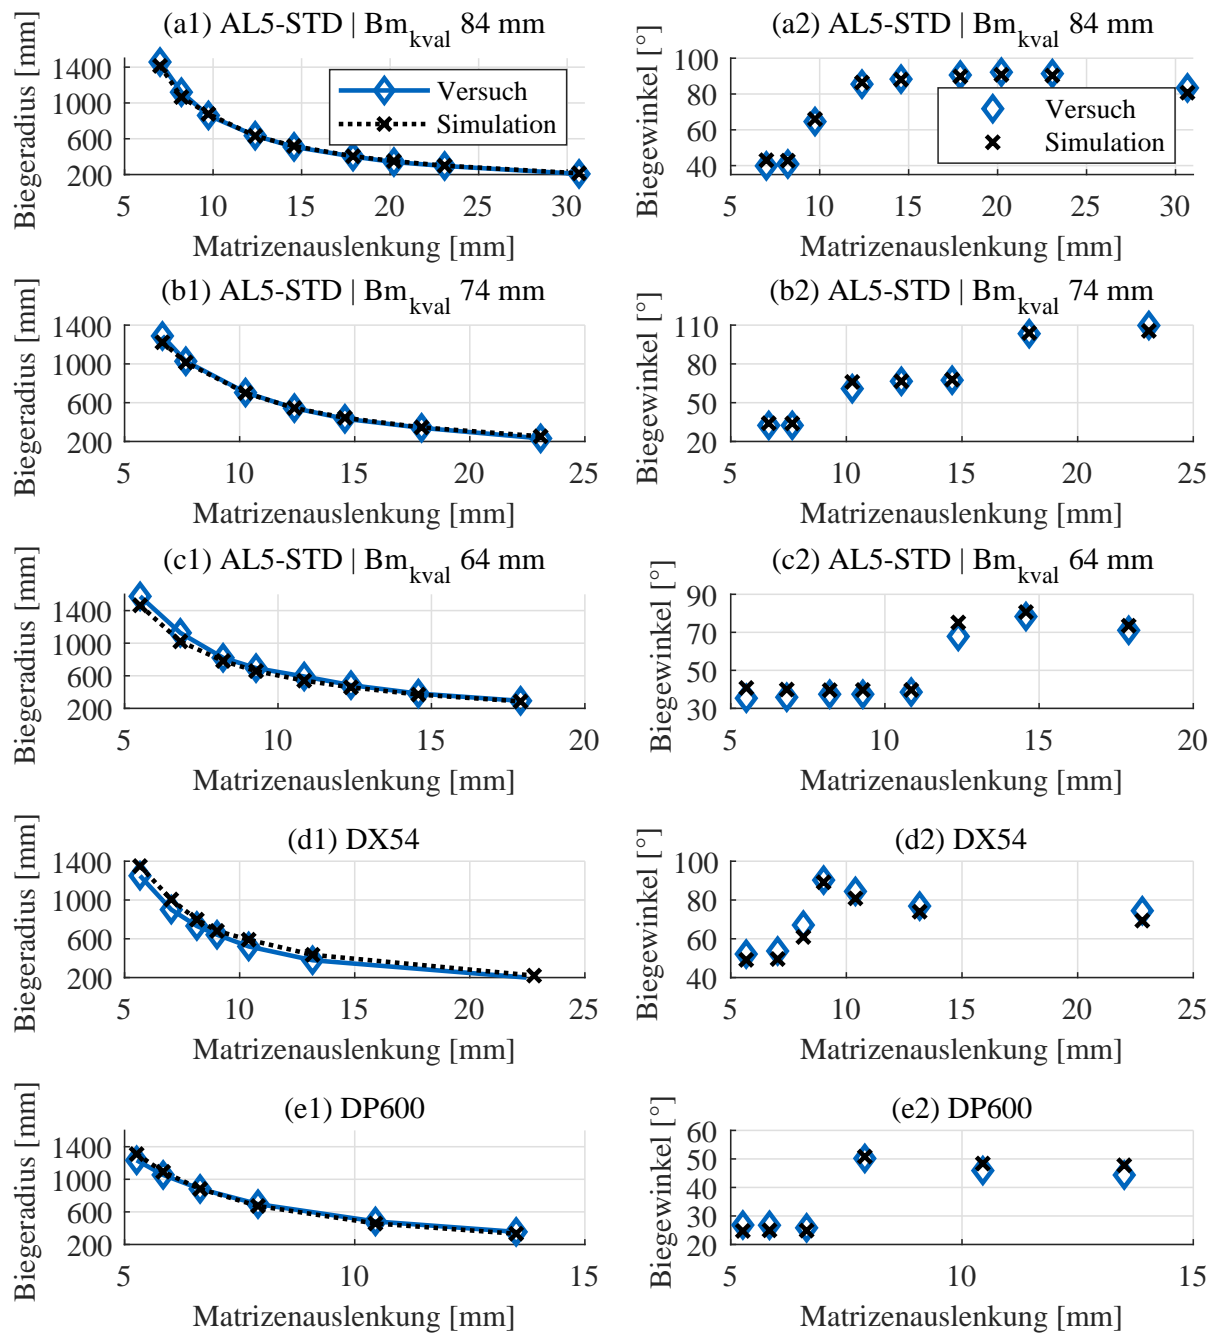 (a1) AL5-STD | Bm_kval 84 mm
Biegeradius [mm]
1400
1000
600
200
Versuch
Simulation
5 10 15 20 25 30
Matrizenauslenkung [mm]
(a2) AL5-STD | Bm_kval 84 mm
Biegewinkel [°]
100
80
60
40
Versuch
Simulation
5 10 15 20 25 30
Matrizenauslenkung [mm]
(b1) AL5-STD | Bm_kval 74 mm
Biegeradius [mm]
1400
1000
600
200
5 10 15 20 25
Matrizenauslenkung [mm]
(b2) AL5-STD | Bm_kval 74 mm
Biegewinkel [°]
110
80
50
20
5 10 15 20 25
Matrizenauslenkung [mm]
(c1) AL5-STD | Bm_kval 64 mm
Biegeradius [mm]
1400
1000
600
200
5 10 15 20
Matrizenauslenkung [mm]
(c2) AL5-STD | Bm_kval 64 mm
Biegewinkel [°]
90
70
50
30
5 10 15 20
Matrizenauslenkung [mm]
(d1) DX54
Biegeradius [mm]
1400
1000
600
200
5 10 15 20 25
Matrizenauslenkung [mm]
(d2) DX54
Biegewinkel [°]
100
80
60
40
5 10 15 20 25
Matrizenauslenkung [mm]
(e1) DP600
Biegeradius [mm]
1400
1000
600
200
5 10 15
Matrizenauslenkung [mm]
(e2) DP600
Biegewinkel [°]
60
50
40
30
20
5 10 15
Matrizenauslenkung [mm]